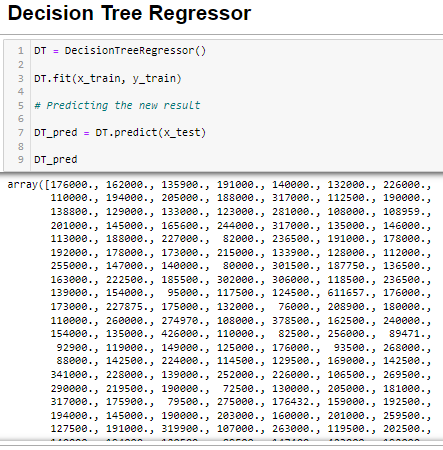 Decision Tree Regressor
1 DT = DecisionTreeRegressor()
2
3 DT.fit(x_train, y_train)
4
5 # Predicting the new result
6
7 DT_pred = DT.predict(x_test)
8
9 DT_pred
array([176000., 162000., 135900., 191000., 140000., 132000., 226000.,
110000., 194000., 205000., 188000., 317000., 112500., 190000.,
138800., 129000., 133000., 123000., 281000., 108000., 108959.,
201000., 145000., 165600., 244000., 317000., 135000., 146000.,
113000., 188000., 227000., 82000., 236500., 191000., 178000.,
192000., 178000., 173000., 215000., 133900., 128000., 112000.,
255000., 147000., 140000., 80000., 301500., 187750., 136500.,
163000., 222500., 185500., 302000., 306000., 118500., 236500.,
139000., 154000., 95000., 117500., 124500., 611657., 176000.,
173000., 227875., 175000., 132000., 76000., 208900., 180000.,
110000., 260000., 274970., 108000., 378500., 162500., 240000.,
154000., 135000., 426000., 110000., 82500., 256000., 89471.,
92900., 119000., 149000., 125000., 176000., 93500., 268000.,
88000., 142500., 224000., 114500., 129500., 169000., 142500.,
341000., 228000., 139000., 252000., 226000., 106500., 269500.,
290000., 219500., 190000., 72500., 130000., 205000., 181000.,
317000., 175900., 79500., 275000., 176432., 159000., 192500.,
194000., 145000., 190000., 203000., 160000., 201000., 259500.,
127500., 191000., 319900., 107000., 263000., 119500., 202500.,